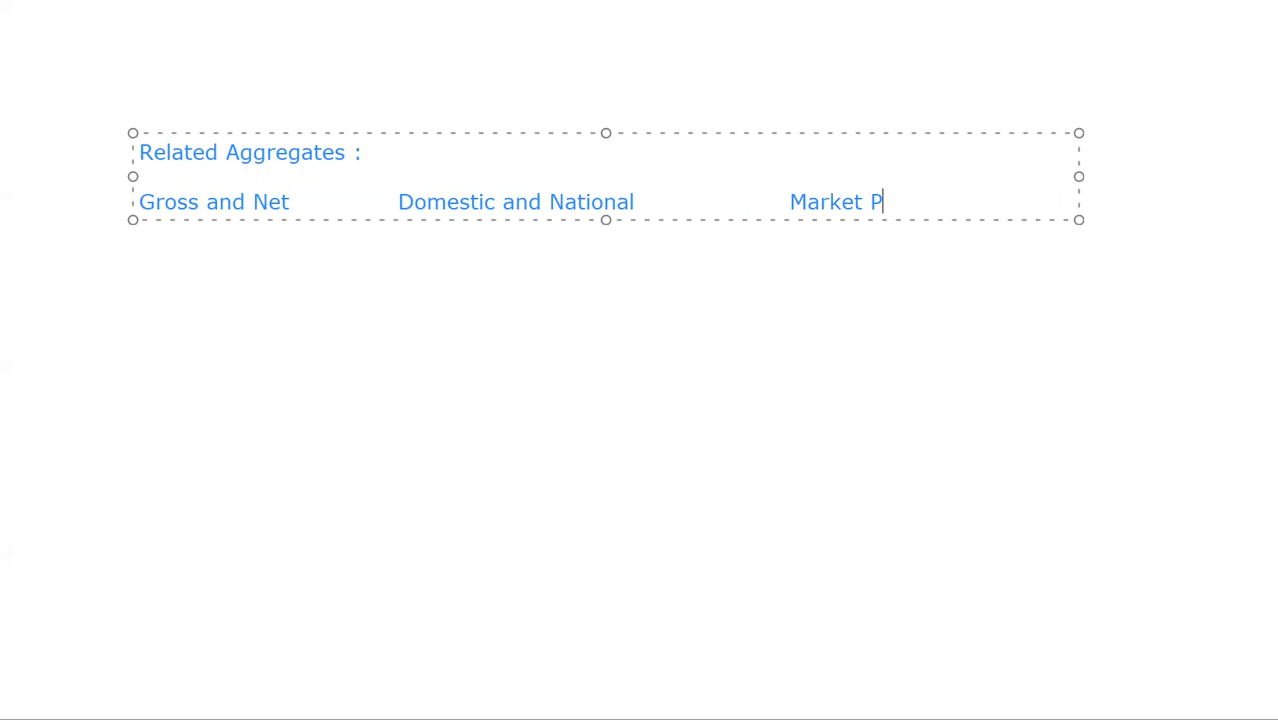 Related Aggregates :
Gross and Net Domestic and National Market P